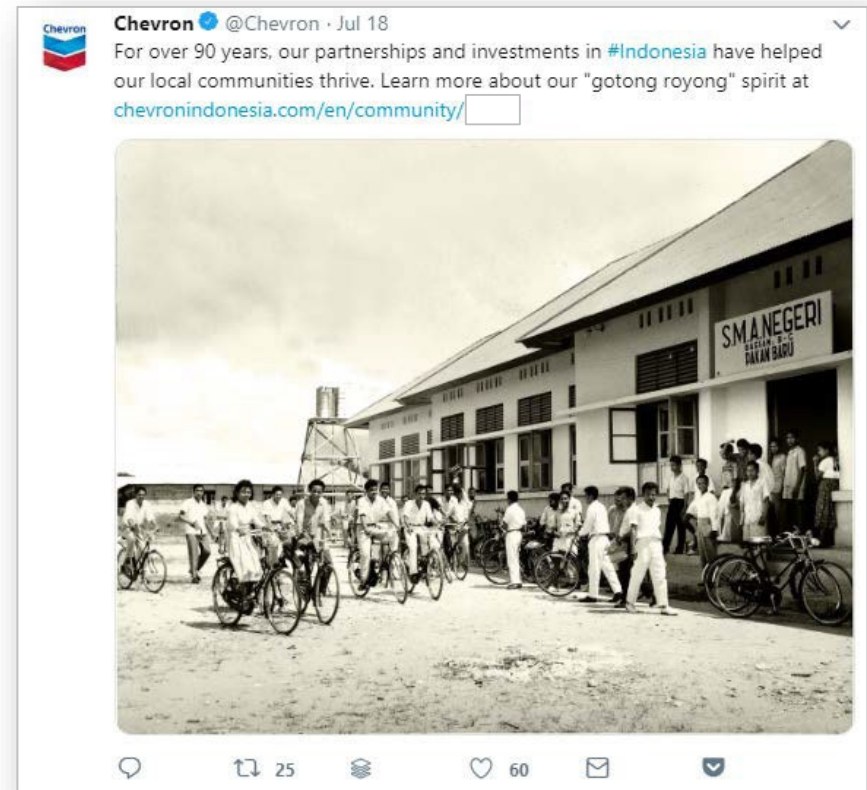 Chevron
Chevron @Chevron · Jul 18
For over 90 years, our partnerships and investments in #Indonesia have helped
our local communities thrive. Learn more about our "gotong royong" spirit at
chevronindonesia.com/en/community/
S.M.A. NEGERI
BAGIAN. B-C
PAKAN BARU
25
60